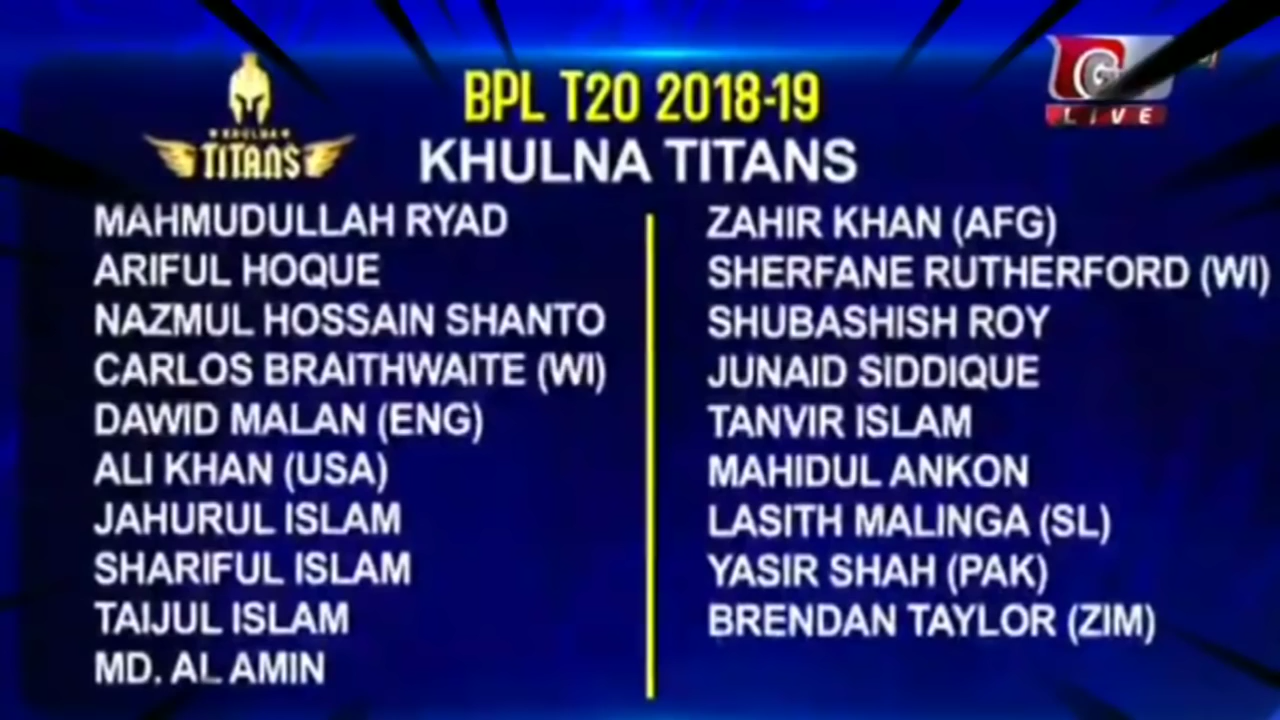 BPL T20 2018-19
KHULNA
TITANS
LIVE
KHULNA TITANS
MAHMUDULLAH RYAD
ARIFUL HOQUE
NAZMUL HOSSAIN SHANTO
CARLOS BRAITHWAITE (WI)
DAWID MALAN (ENG)
ALI KHAN (USA)
JAHURUL ISLAM
SHARIFUL ISLAM
TAIJUL ISLAM
MD. AL AMIN
ZAHIR KHAN (AFG)
SHERFANE RUTHERFORD (WI)
SHUBASHISH ROY
JUNAID SIDDIQUE
TANVIR ISLAM
MAHIDUL ANKON
LASITH MALINGA (SL)
YASIR SHAH (PAK)
BRENDAN TAYLOR (ZIM)